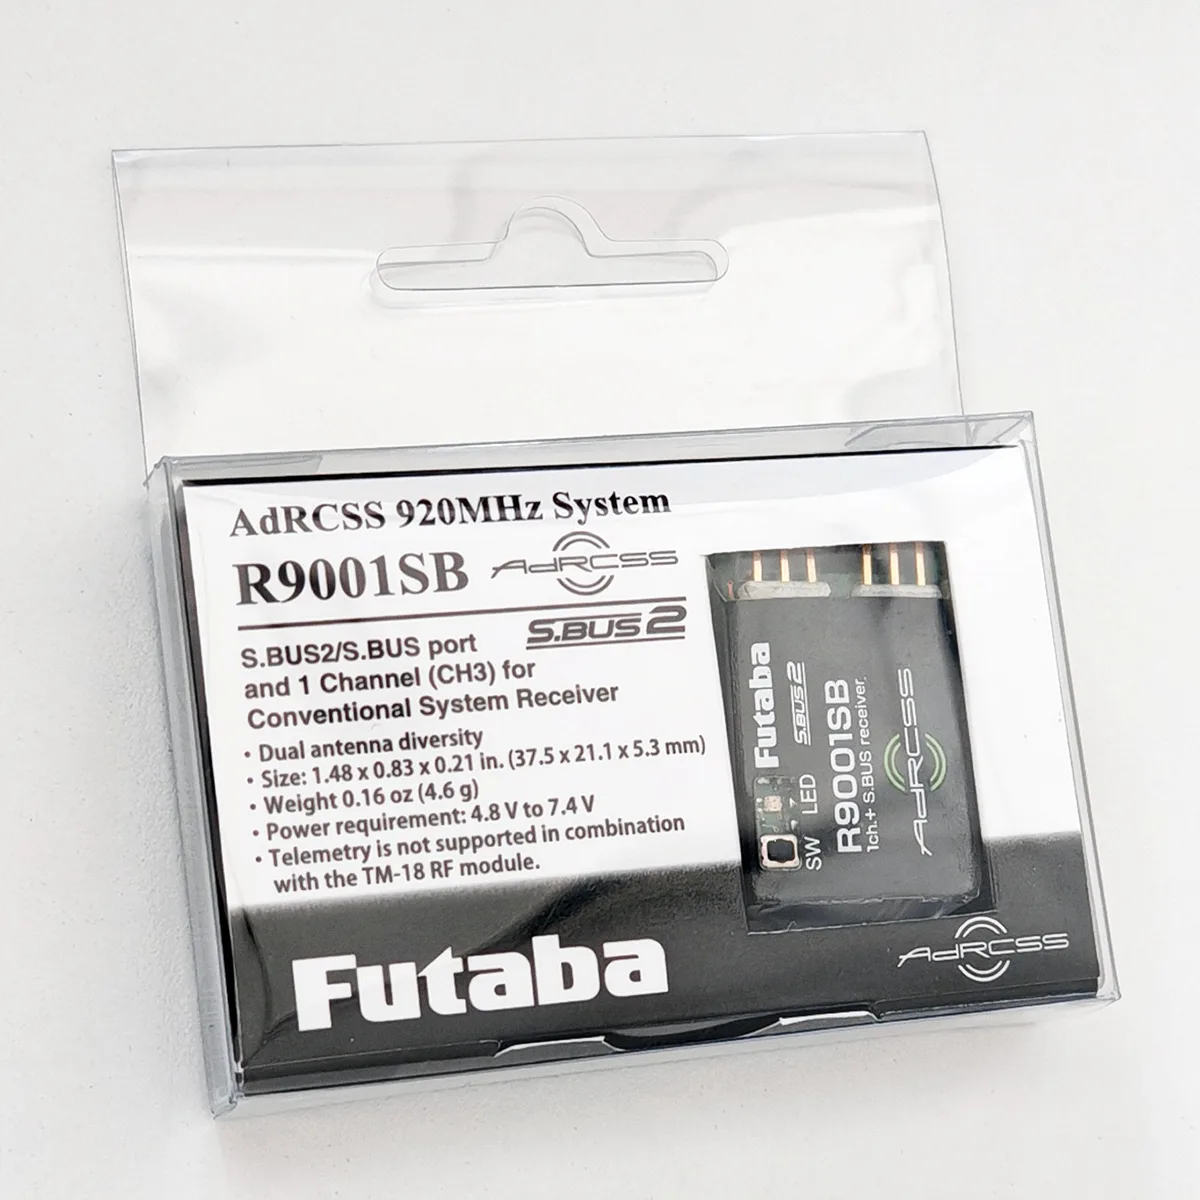 AdRCSS 920MHz System
R9001SB
AdRCSS
S.BUS2
S.BUS2/S.BUS port
and 1 Channel (CH3) for
Conventional System Receiver
• Dual antenna diversity
• Size: 1.48 x 0.83 x 0.21 in. (37.5 x 21.1 x 5.3 mm)
• Weight 0.16 oz (4.6 g)
• Power requirement: 4.8 V to 7.4 V
• Telemetry is not supported in combination
with the TM-18 RF module.
Futaba
S.BUS2
SW LED
R9001SB
1ch.+ S.BUS receiver
AdRCSS
Futaba
AdRCSS